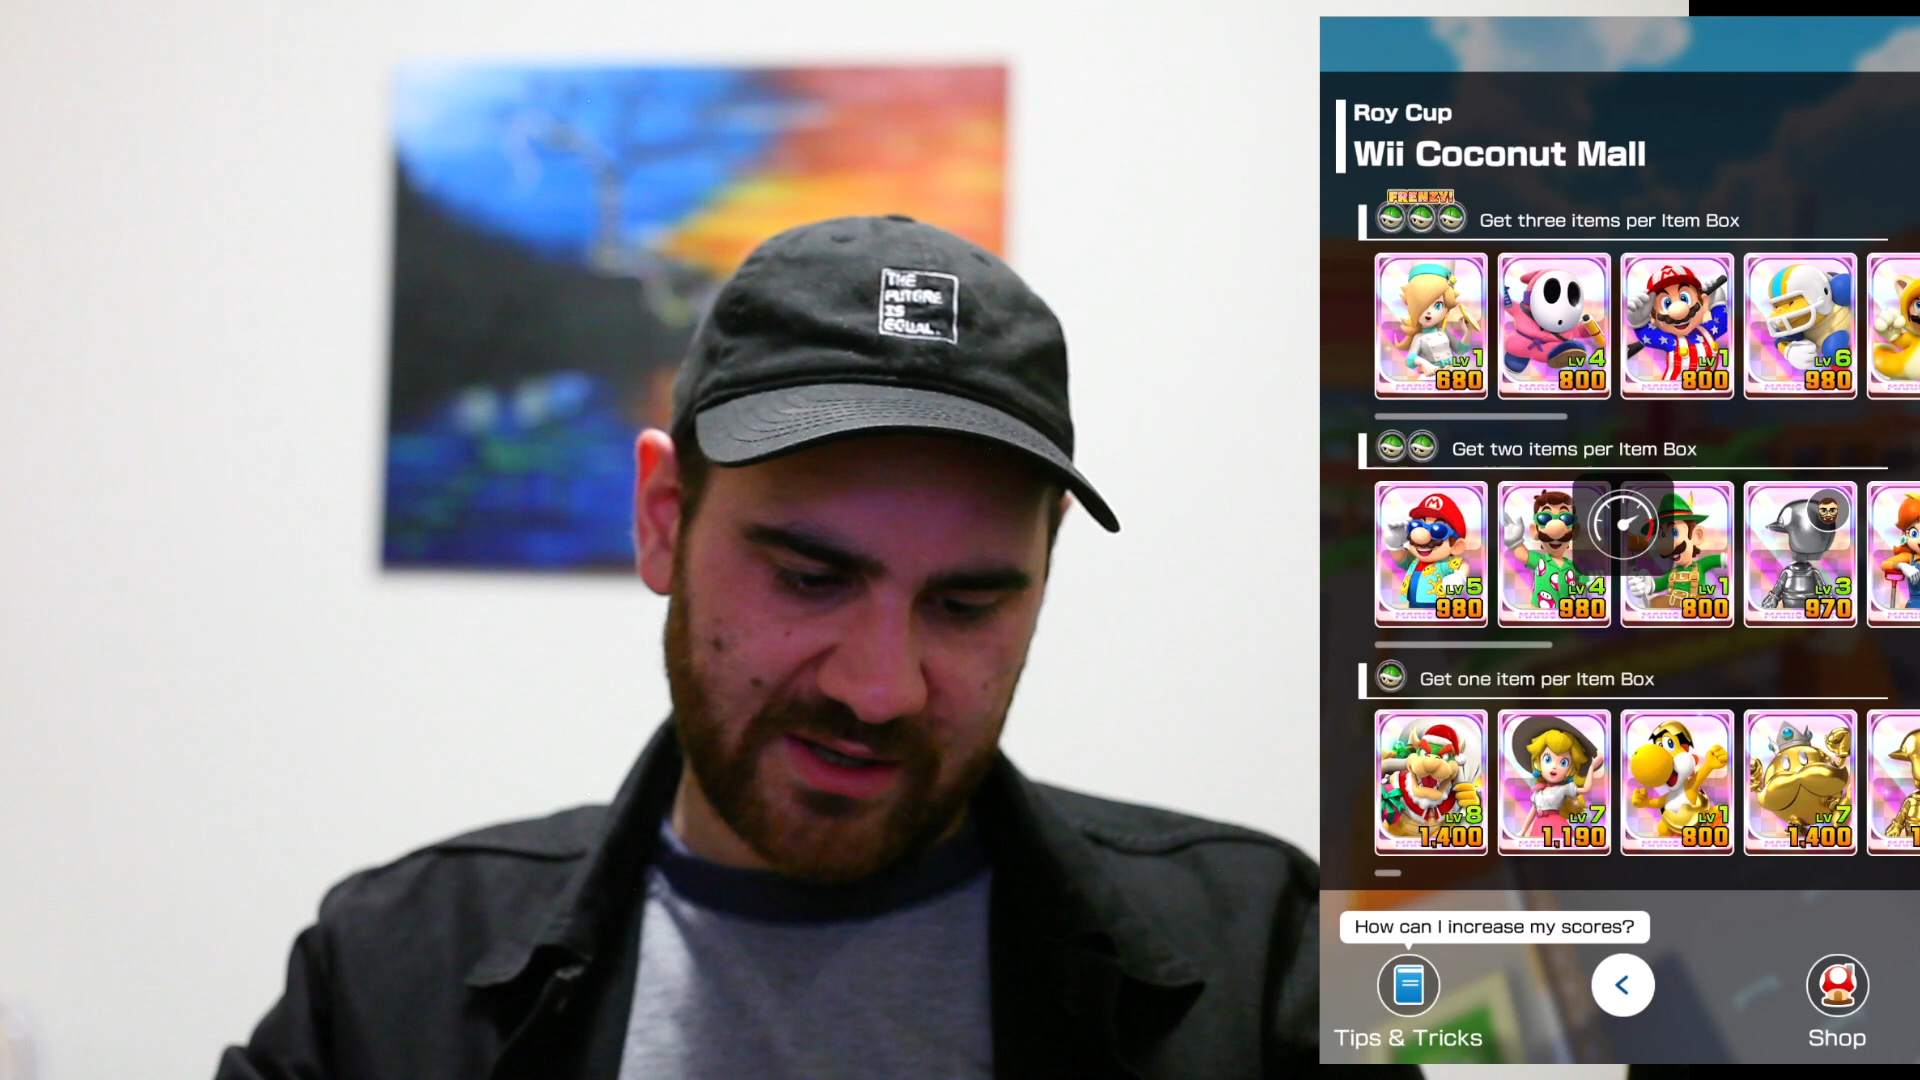 THE
FUTURE
IS
EQUAL.
Roy Cup
Wii Coconut Mall
FRENZY!
Get three items per Item Box
LV 1
680
LV 4
800
LV 1
800
LV 6
980
Get two items per Item Box
LV 5
980
LV 4
980
LV 1
800
LV 3
970
Get one item per Item Box
LV 8
1,400
LV 7
1,190
LV 1
800
LV 7
1,400
How can I increase my scores?
Tips & Tricks
Shop